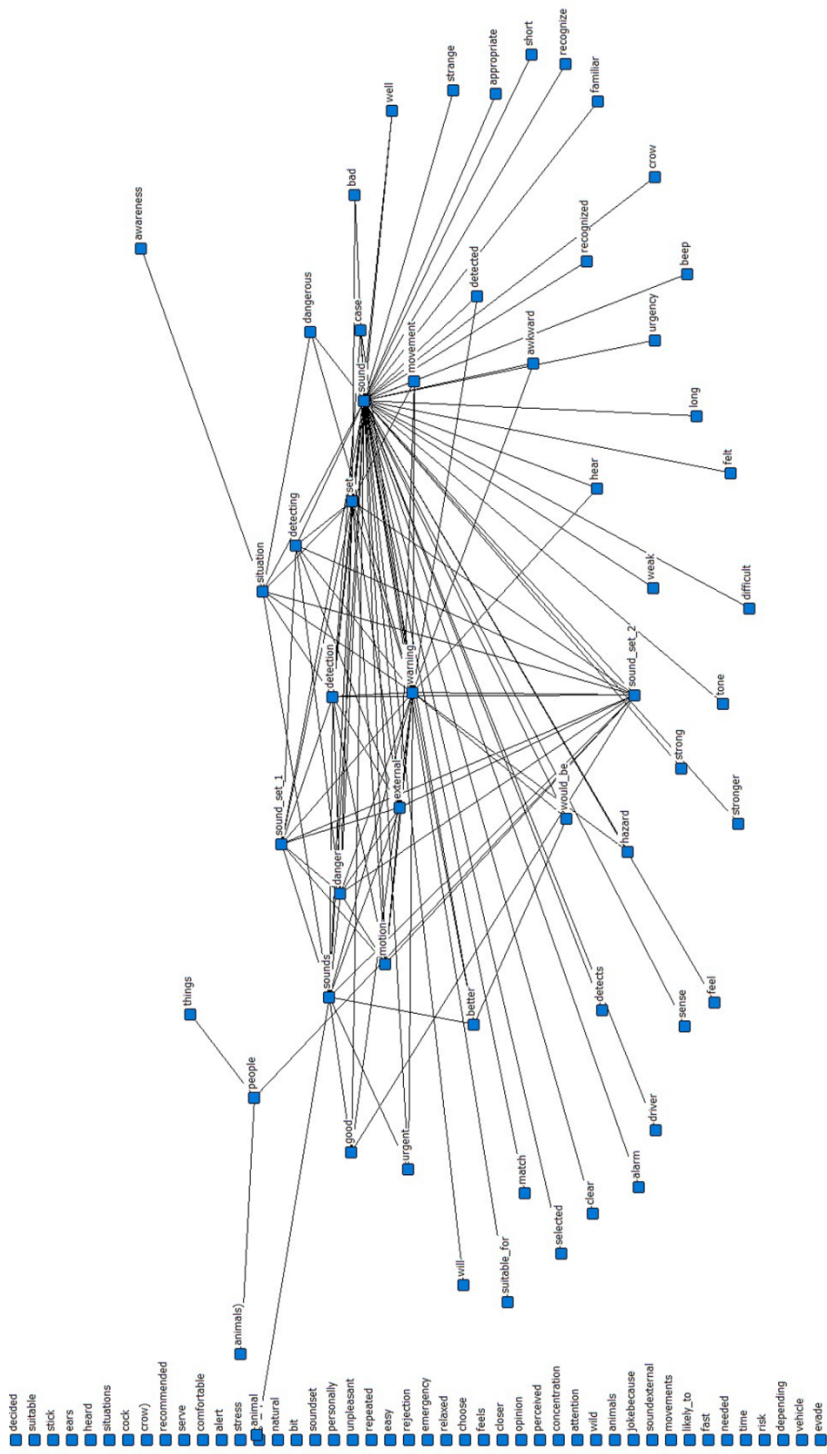 decided
suitable
stick
ears
heard
situations
cock
crow)
recommended
serve
comfortable
alert
stress
animal
natural
bit
soundset
personally
unpleasant
repeated
easy
rejection
emergency
relaxed
choose
feels
closer
opinion
perceived
concentration
attention
wild
animals
jokebecause
soundexternal
movements
likely_to
fast
needed
time
risk
depending
vehicle
evade
animals)
will
suitable_for
selected
clear
match
alarm
urgent
good
driver
people
things
better
detects
sense
feel
sounds
motion
danger
sound_set_1
hazard
would_be
external
stronger
strong
tone
sound_set_2
detection
warning
situation
difficult
weak
detecting
set
hear
felt
long
sound
movement
awkward
urgency
case
dangerous
detected
beep
recognized
awareness
bad
crow
well
familiar
appropriate
strange
recognize
short